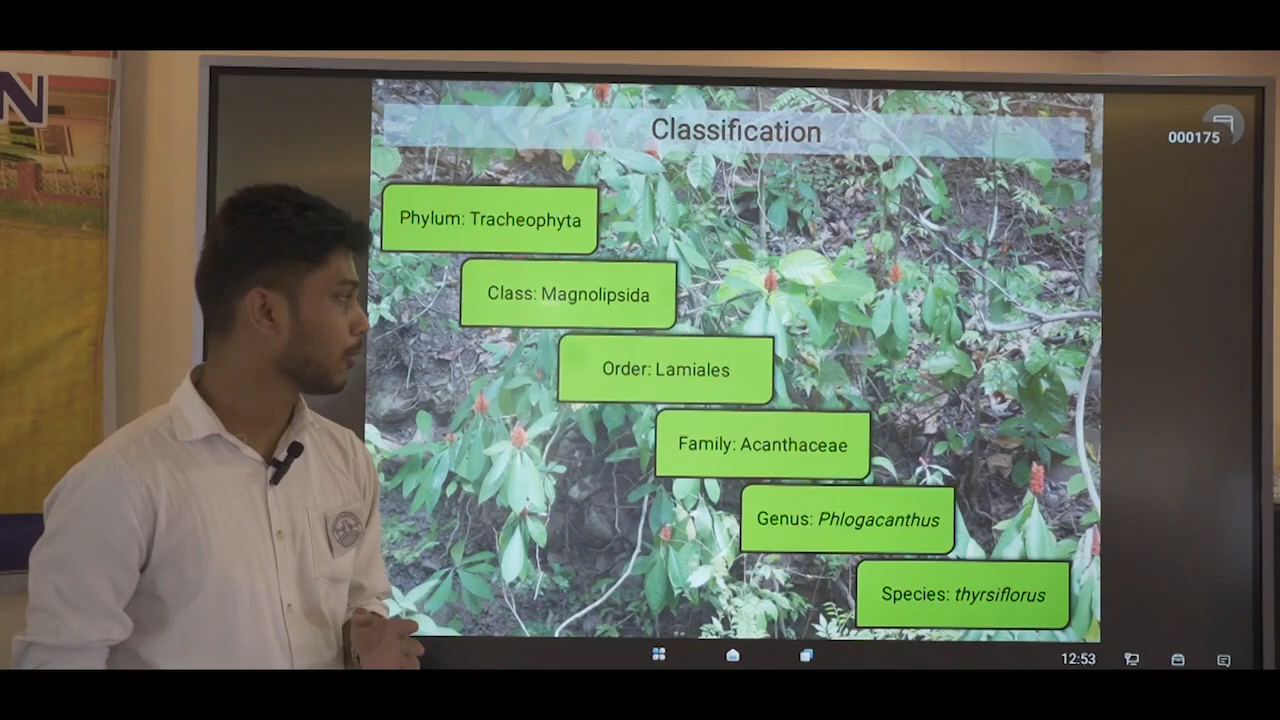 N
Classification
000175
Phylum: Tracheophyta
Class: Magnolipsida
Order: Lamiales
Family: Acanthaceae
Genus: Phlogacanthus
Species: thyrsiflorus
12:53